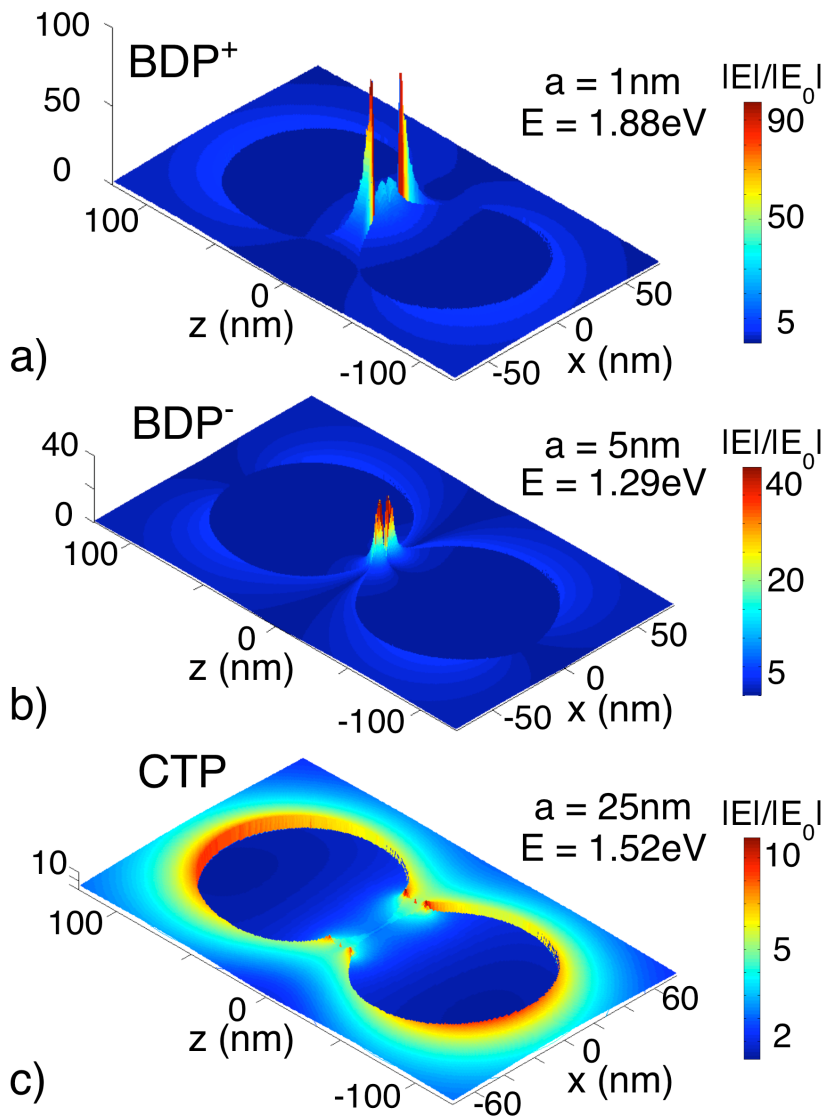 100
50
0
BDP⁺
a = 1nm
E = 1.88eV
|E|/|E₀|
90
50
5
100
0
-100
z (nm)
50
0
-50
x (nm)
a)
40
0
BDP⁻
a = 5nm
E = 1.29eV
|E|/|E₀|
40
20
5
100
0
-100
z (nm)
50
0
-50
x (nm)
b)
10
CTP
a = 25nm
E = 1.52eV
|E|/|E₀|
10
5
2
100
0
-100
z (nm)
60
0
-60
x (nm)
c)